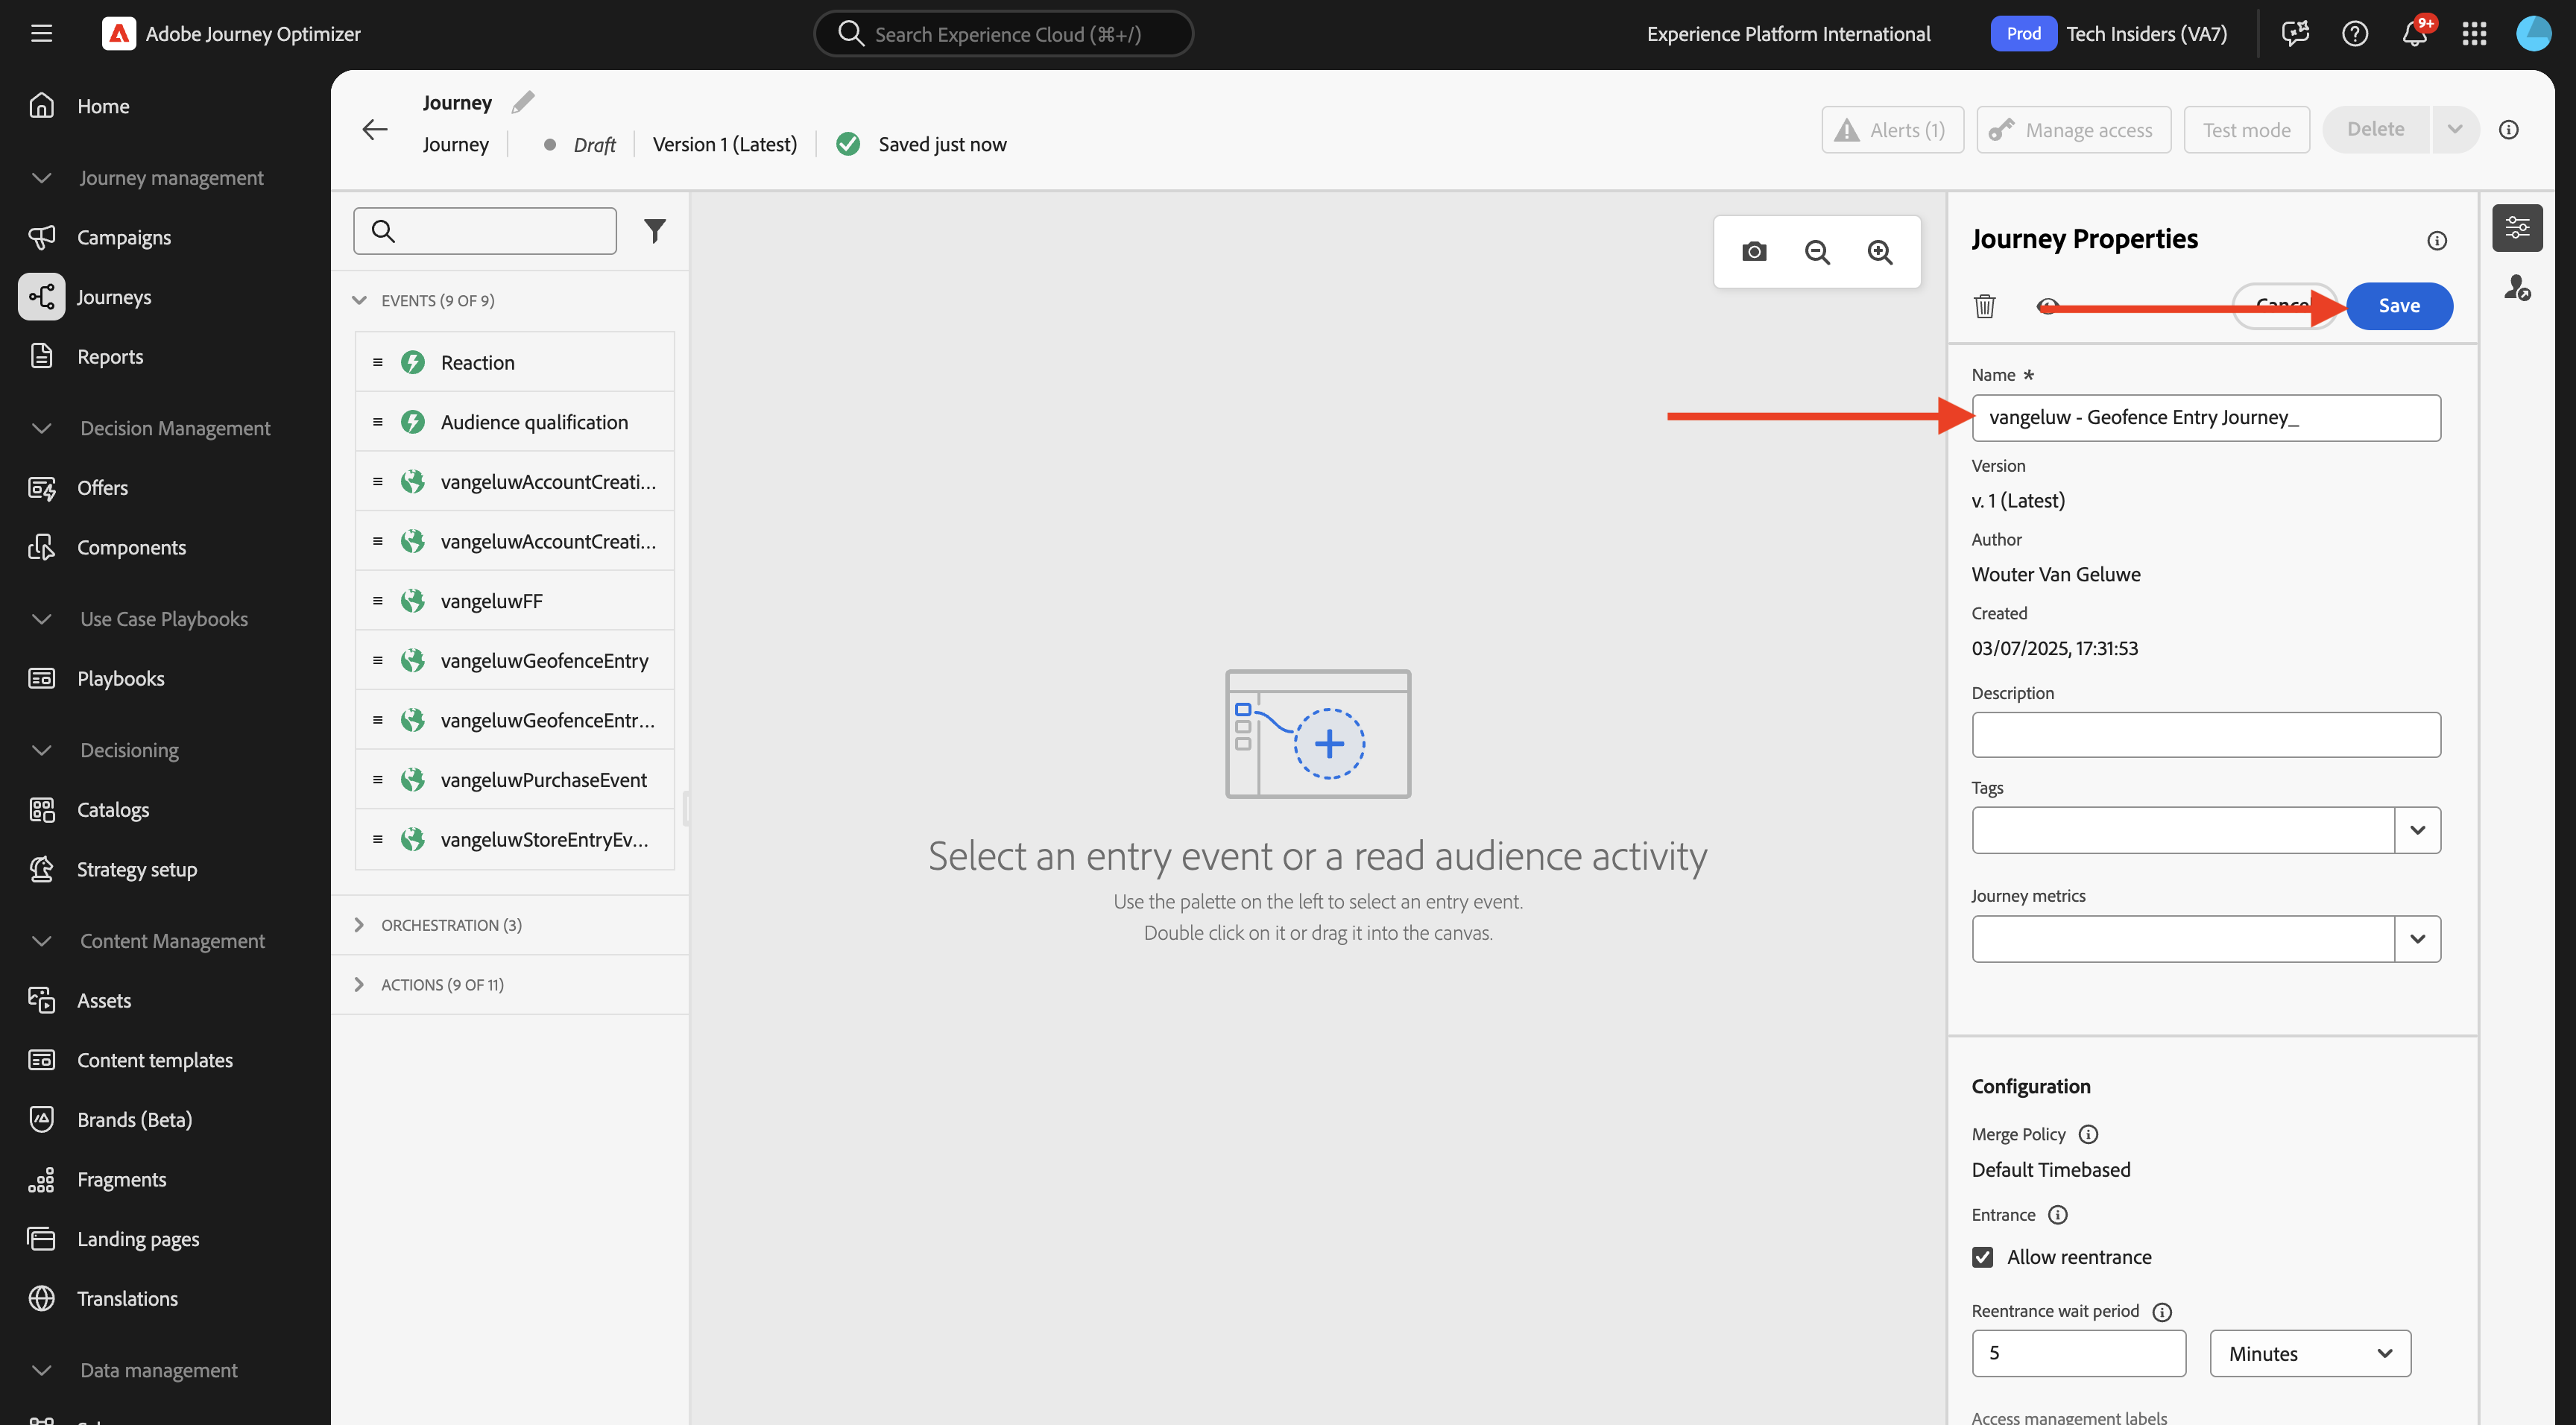 Adobe Journey Optimizer
Search Experience Cloud (⌘+/)
Experience Platform International
Prod
Tech Insiders (VA7)
9+
Home
Journey management
Campaigns
Journeys
Reports
Decision Management
Offers
Components
Use Case Playbooks
Playbooks
Decisioning
Catalogs
Strategy setup
Content Management
Assets
Content templates
Brands (Beta)
Fragments
Landing pages
Translations
Data management
Journey
Journey
Draft
Version 1 (Latest)
Saved just now
Alerts (1)
Manage access
Test mode
Delete
EVENTS (9 OF 9)
Reaction
Audience qualification
vangeluwAccountCreati...
vangeluwAccountCreati...
vangeluwFF
vangeluwGeofenceEntry
vangeluwGeofenceEntr...
vangeluwPurchaseEvent
vangeluwStoreEntryEv...
ORCHESTRATION (3)
ACTIONS (9 OF 11)
Select an entry event or a read audience activity
Use the palette on the left to select an entry event.
Double click on it or drag it into the canvas.
Journey Properties
Cancel
Save
Name *
vangeluw - Geofence Entry Journey_
Version
v. 1 (Latest)
Author
Wouter Van Geluwe
Created
03/07/2025, 17:31:53
Description
Tags
Journey metrics
Configuration
Merge Policy
Default Timebased
Entrance
Allow reentrance
Reentrance wait period
5
Minutes
Access management labels